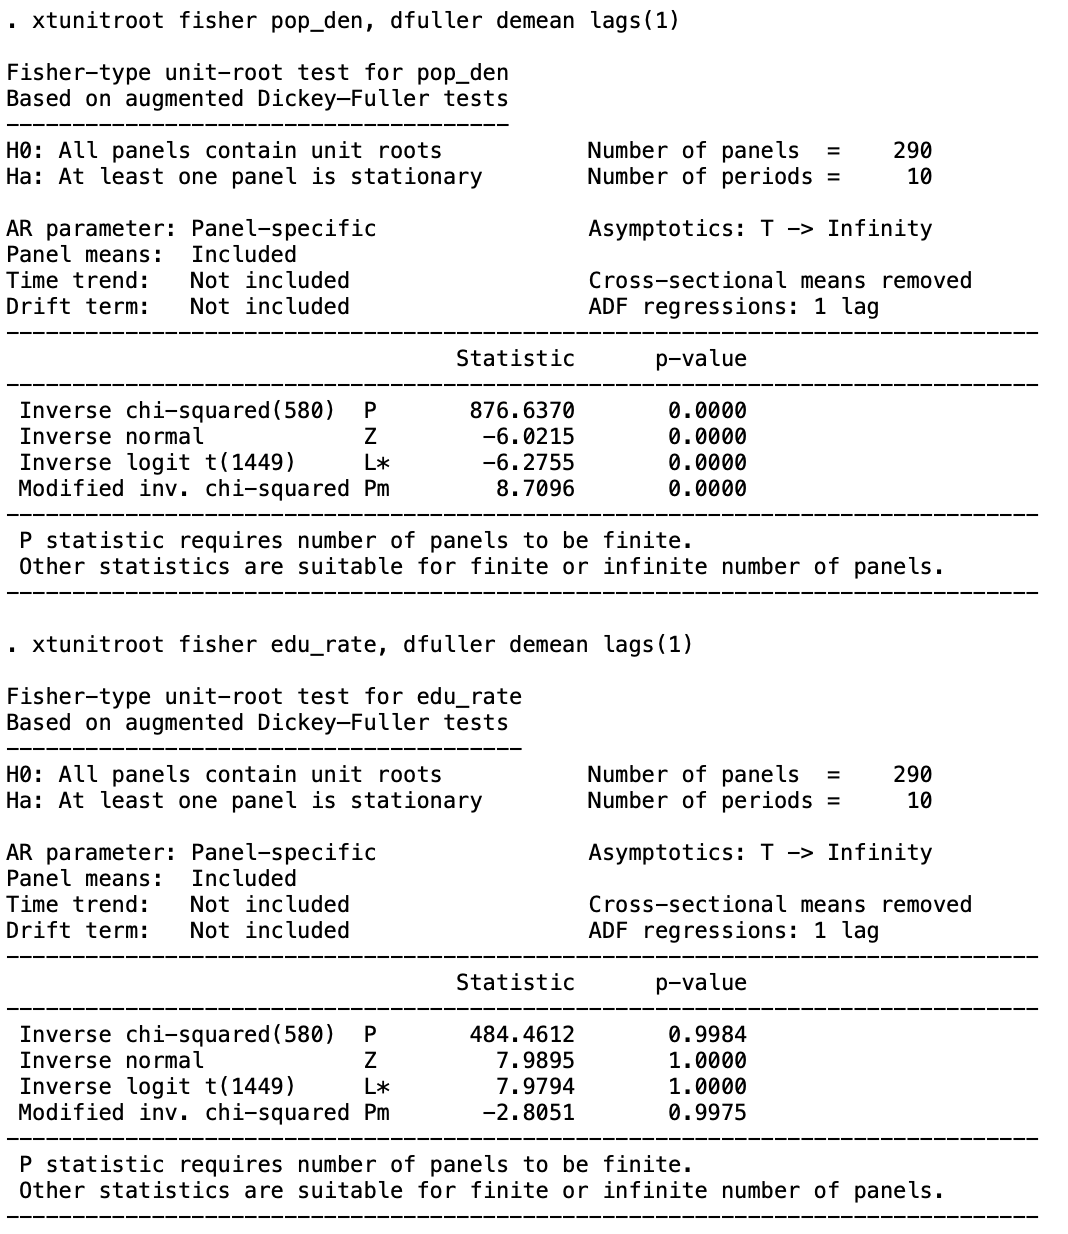 . xtunitroot fisher pop_den, dfuller demean lags(1)
Fisher-type unit-root test for pop_den
Based on augmented Dickey–Fuller tests
---------------------------------------
H0: All panels contain unit roots           Number of panels  =    290
Ha: At least one panel is stationary        Number of periods =     10
AR parameter: Panel-specific                Asymptotics: T -> Infinity
Panel means:  Included
Time trend:   Not included                  Cross-sectional means removed
Drift term:   Not included                  ADF regressions: 1 lag
------------------------------------------------------------------------------
                                  Statistic      p-value
------------------------------------------------------------------------------
 Inverse chi-squared(580)  P       876.6370       0.0000
 Inverse normal            Z        -6.0215       0.0000
 Inverse logit t(1449)     L*       -6.2755       0.0000
 Modified inv. chi-squared Pm        8.7096       0.0000
------------------------------------------------------------------------------
 P statistic requires number of panels to be finite.
 Other statistics are suitable for finite or infinite number of panels.
------------------------------------------------------------------------------
. xtunitroot fisher edu_rate, dfuller demean lags(1)
Fisher-type unit-root test for edu_rate
Based on augmented Dickey–Fuller tests
---------------------------------------
H0: All panels contain unit roots           Number of panels  =    290
Ha: At least one panel is stationary        Number of periods =     10
AR parameter: Panel-specific                Asymptotics: T -> Infinity
Panel means:  Included
Time trend:   Not included                  Cross-sectional means removed
Drift term:   Not included                  ADF regressions: 1 lag
------------------------------------------------------------------------------
                                  Statistic      p-value
------------------------------------------------------------------------------
 Inverse chi-squared(580)  P       484.4612       0.9984
 Inverse normal            Z         7.9895       1.0000
 Inverse logit t(1449)     L*        7.9794       1.0000
 Modified inv. chi-squared Pm       -2.8051       0.9975
------------------------------------------------------------------------------
 P statistic requires number of panels to be finite.
 Other statistics are suitable for finite or infinite number of panels.
------------------------------------------------------------------------------